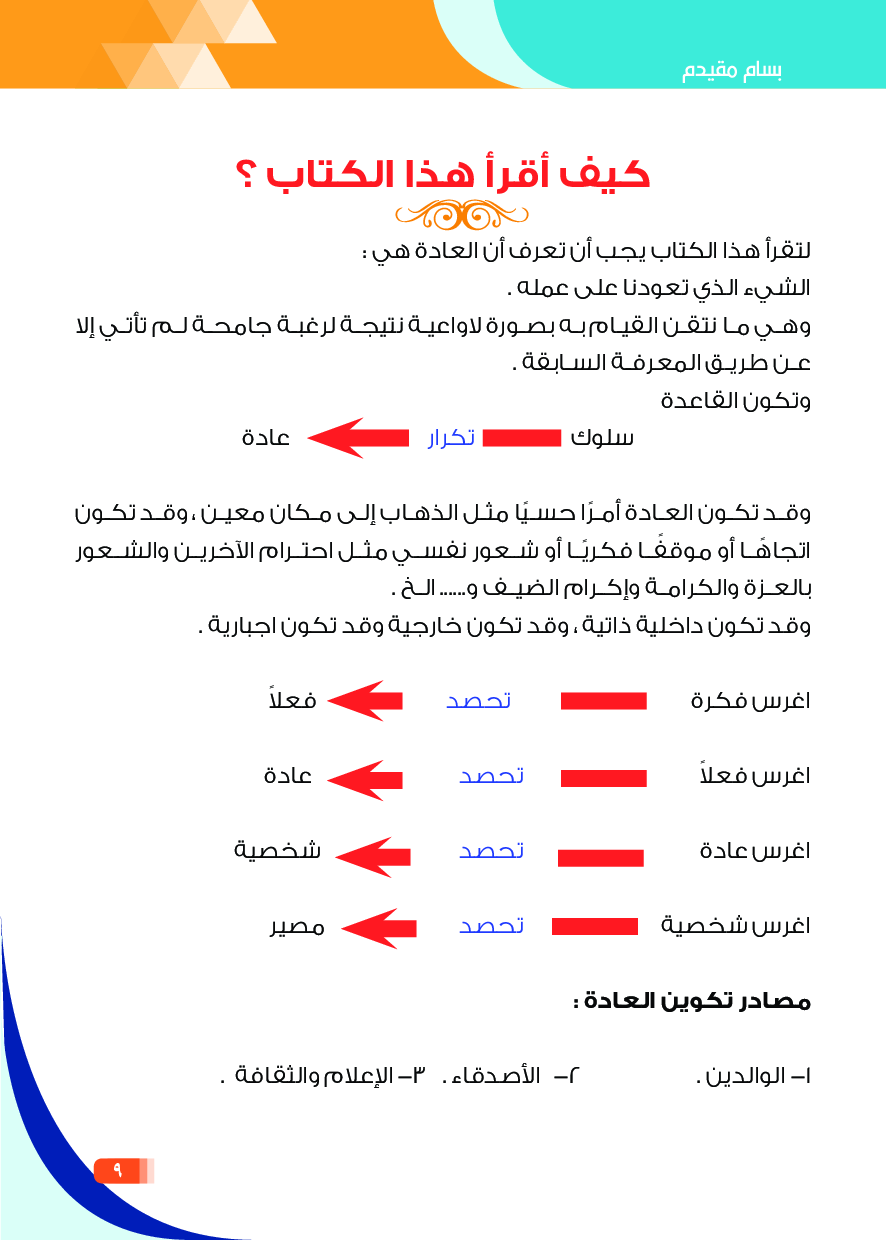 بسام مقيدم
كيف أقرأ هذا الكتاب ؟
لتقرأ هذا الكتاب يجب أن تعرف أن العادة هي :
الشيء الذي تعودنا على عمله .
وهي ما نتقن القيام به بصورة لاواعية نتيجة لرغبة جامحة لم تأتي إلا
عن طريق المعرفة السابقة .
وتكون القاعدة
سلوك تكرار عادة
وقد تكون العادة أمرًا حسيًا مثل الذهاب إلى مكان معين ، وقد تكون
اتجاهًا أو موقفًا فكريًا أو شعور نفسي مثل احترام الآخرين والشعور
بالعزة والكرامة وإكرام الضيف و...... الخ .
وقد تكون داخلية ذاتية ، وقد تكون خارجية وقد تكون اجبارية .
اغرس فكرة تحصد فعلاً
اغرس فعلاً تحصد عادة
اغرس عادة تحصد شخصية
اغرس شخصية تحصد مصير
مصادر تكوين العادة :
١- الوالدين . ٢- الأصدقاء . ٣- الإعلام والثقافة .
٩